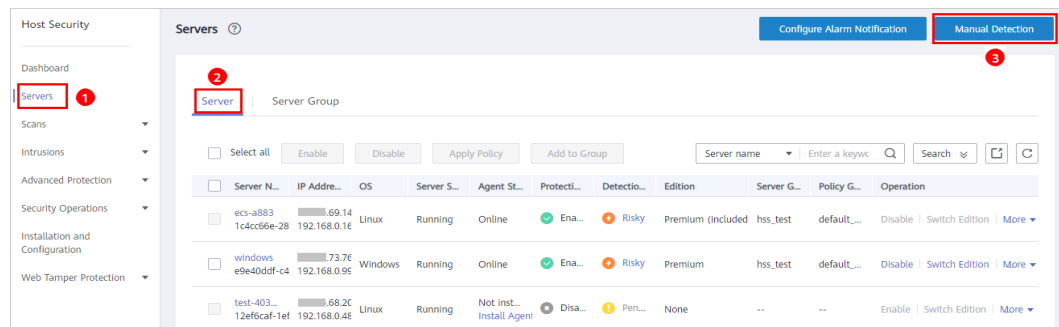 Host Security
Dashboard
Servers 1
Scans
Intrusions
Advanced Protection
Security Operations
Installation and
Configuration
Web Tamper Protection
Servers ?
Configure Alarm Notification Manual Detection
3
2
Server Server Group
Select all Enable Disable Apply Policy Add to Group Server name Enter a keywc Search
Server N... IP Addre... OS Server S... Agent St... Protecti... Detectio... Edition Server G... Policy G... Operation
ecs-a883 .69.14 Linux Running Online Ena... Risky Premium (included hss_test default_... Disable Switch Edition More
1c4cc66e-28 192.168.0.16
windows .73.76 Windows Running Online Ena... Risky Premium hss_test default_... Disable Switch Edition More
e9e40ddf-c4 192.168.0.99
test-403... .68.20 Linux Running Not inst... Disa... Pen... None -- -- Enable Switch Edition More
12ef6caf-1ef 192.168.0.48 Install Agent